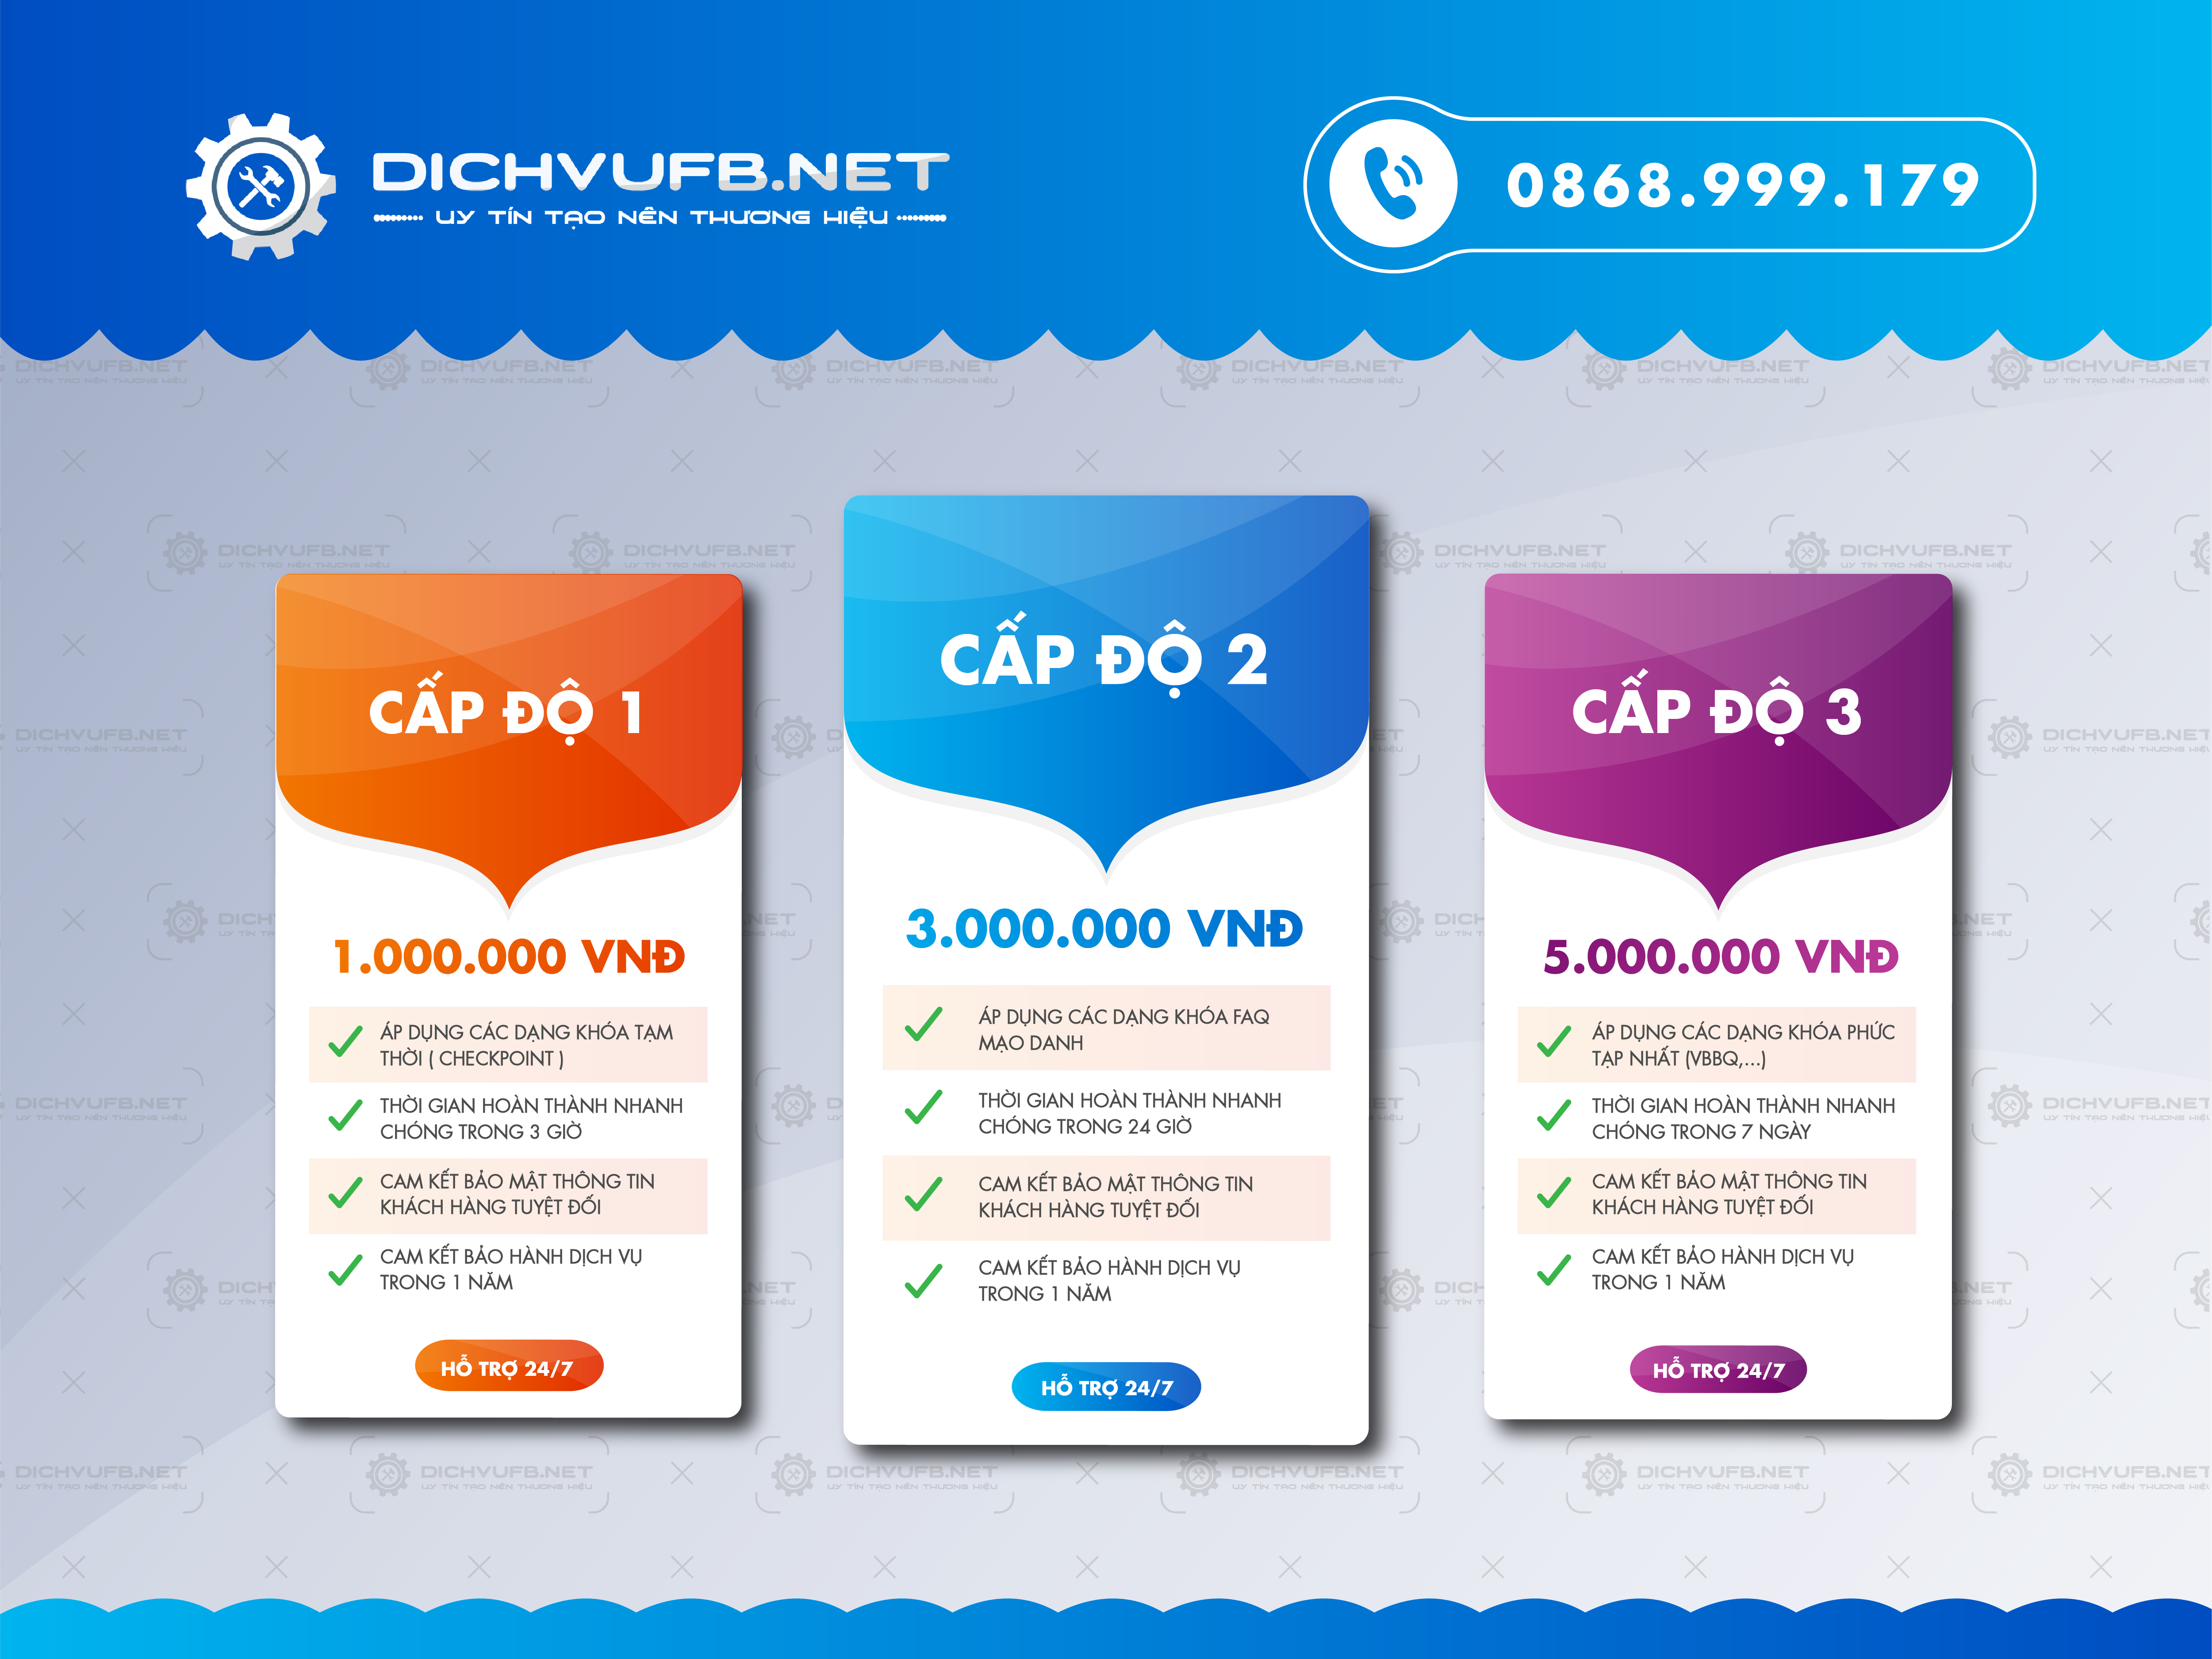 DICHVUFB.NET
UY TÍN TẠO NÊN THƯƠNG HIỆU
0868.999.179
CẤP ĐỘ 1
1.000.000 VNĐ
ÁP DỤNG CÁC DẠNG KHÓA TẠM
THỜI ( CHECKPOINT )
THỜI GIAN HOÀN THÀNH NHANH
CHÓNG TRONG 3 GIỜ
CAM KẾT BẢO MẬT THÔNG TIN
KHÁCH HÀNG TUYỆT ĐỐI
CAM KẾT BẢO HÀNH DỊCH VỤ
TRONG 1 NĂM
HỖ TRỢ 24/7
CẤP ĐỘ 2
3.000.000 VNĐ
ÁP DỤNG CÁC DẠNG KHÓA FAQ
MẠO DANH
THỜI GIAN HOÀN THÀNH NHANH
CHÓNG TRONG 24 GIỜ
CAM KẾT BẢO MẬT THÔNG TIN
KHÁCH HÀNG TUYỆT ĐỐI
CAM KẾT BẢO HÀNH DỊCH VỤ
TRONG 1 NĂM
HỖ TRỢ 24/7
CẤP ĐỘ 3
5.000.000 VNĐ
ÁP DỤNG CÁC DẠNG KHÓA PHỨC
TẠP NHẤT (VBBQ,...)
THỜI GIAN HOÀN THÀNH NHANH
CHÓNG TRONG 7 NGÀY
CAM KẾT BẢO MẬT THÔNG TIN
KHÁCH HÀNG TUYỆT ĐỐI
CAM KẾT BẢO HÀNH DỊCH VỤ
TRONG 1 NĂM
HỖ TRỢ 24/7